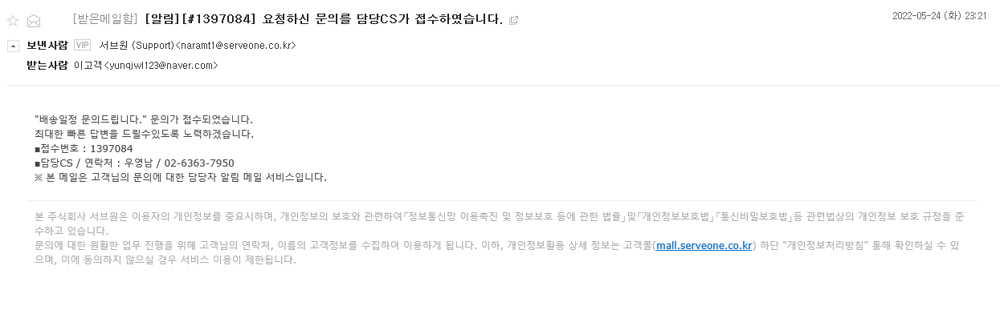 [받은메일함] [알림][#1397084] 요청하신 문의를 담당CS가 접수하였습니다.
2022-05-24 (화) 23:21
보낸사람 VIP 서브원 (Support)<naramt1@serveone.co.kr>
받는사람 이고객<yungjwl123@naver.com>
"배송일정 문의드립니다." 문의가 접수되었습니다.
최대한 빠른 답변을 드릴수있도록 노력하겠습니다.
■접수번호 : 1397084
■담당CS / 연락처 : 우영남 / 02-6363-7950
※ 본 메일은 고객님의 문의에 대한 담당자 알림 메일 서비스입니다.
본 주식회사 서브원은 이용자의 개인정보를 중요시하며, 개인정보의 보호와 관련하여「정보통신망 이용촉진 및 정보보호 등에 관한 법률」및「개인정보보호법」「통신비밀보호법」등 관련법상의 개인정보 보호 규정을 준
수하고 있습니다.
문의에 대한 원활한 업무 진행을 위해 고객님의 연락처, 이름의 고객정보를 수집하여 이용하게 됩니다. 이하, 개인정보활용 상세 정보는 고객몰(mall.serveone.co.kr) 하단 "개인정보처리방침" 통해 확인하실 수 있
으며, 이에 동의하지 않으실 경우 서비스 이용이 제한됩니다.